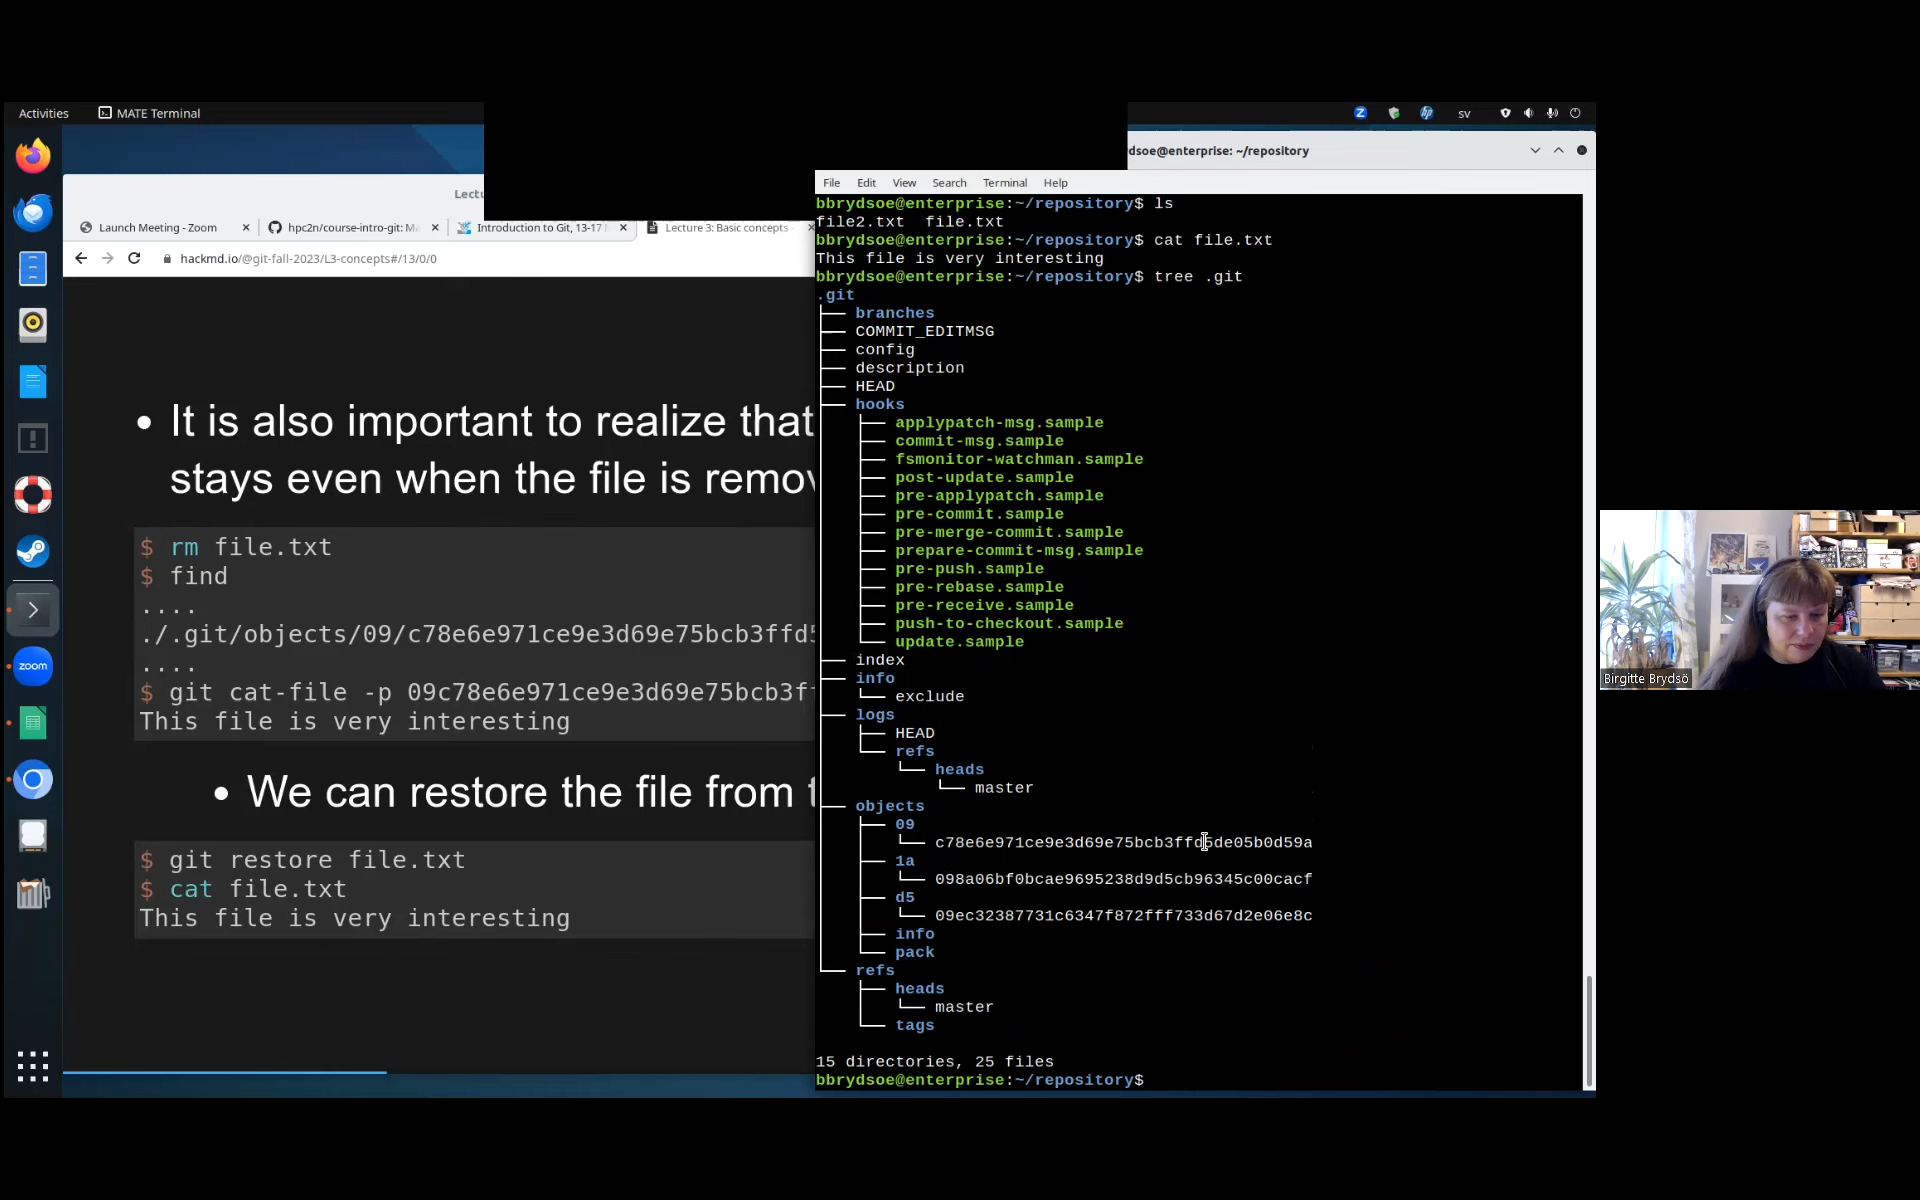 Activities
MATE Terminal
sv
dsoe@enterprise: ~/repository
Lectu
Launch Meeting - Zoom
hpc2n/course-intro-git: M
Introduction to Git, 13-17
Lecture 3: Basic concepts -
hackmd.io/@git-fall-2023/L3-concepts#/13/0/0
• It is also important to realize that
stays even when the file is remov
$ rm file.txt
$ find
....
./.git/objects/09/c78e6e971ce9e3d69e75bcb3ffd5
....
$ git cat-file -p 09c78e6e971ce9e3d69e75bcb3f
This file is very interesting
• We can restore the file from t
$ git restore file.txt
$ cat file.txt
This file is very interesting
File Edit View Search Terminal Help
bbrydsoe@enterprise:~/repository$ ls
file2.txt  file.txt
bbrydsoe@enterprise:~/repository$ cat file.txt
This file is very interesting
bbrydsoe@enterprise:~/repository$ tree .git
.git
├── branches
├── COMMIT_EDITMSG
├── config
├── description
├── HEAD
├── hooks
│   ├── applypatch-msg.sample
│   ├── commit-msg.sample
│   ├── fsmonitor-watchman.sample
│   ├── post-update.sample
│   ├── pre-applypatch.sample
│   ├── pre-commit.sample
│   ├── pre-merge-commit.sample
│   ├── prepare-commit-msg.sample
│   ├── pre-push.sample
│   ├── pre-rebase.sample
│   ├── pre-receive.sample
│   ├── push-to-checkout.sample
│   └── update.sample
├── index
├── info
│   └── exclude
├── logs
│   ├── HEAD
│   └── refs
│       └── heads
│           └── master
├── objects
│   ├── 09
│   │   └── c78e6e971ce9e3d69e75bcb3ffd5de05b0d59a
│   ├── 1a
│   │   └── 098a06bf0bcae9695238d9d5cb96345c00cacf
│   ├── d5
│   │   └── 09ec32387731c6347f872fff733d67d2e06e8c
│   ├── info
│   └── pack
└── refs
    ├── heads
    │   └── master
    └── tags
15 directories, 25 files
bbrydsoe@enterprise:~/repository$
zoom
Birgitte Brydsö